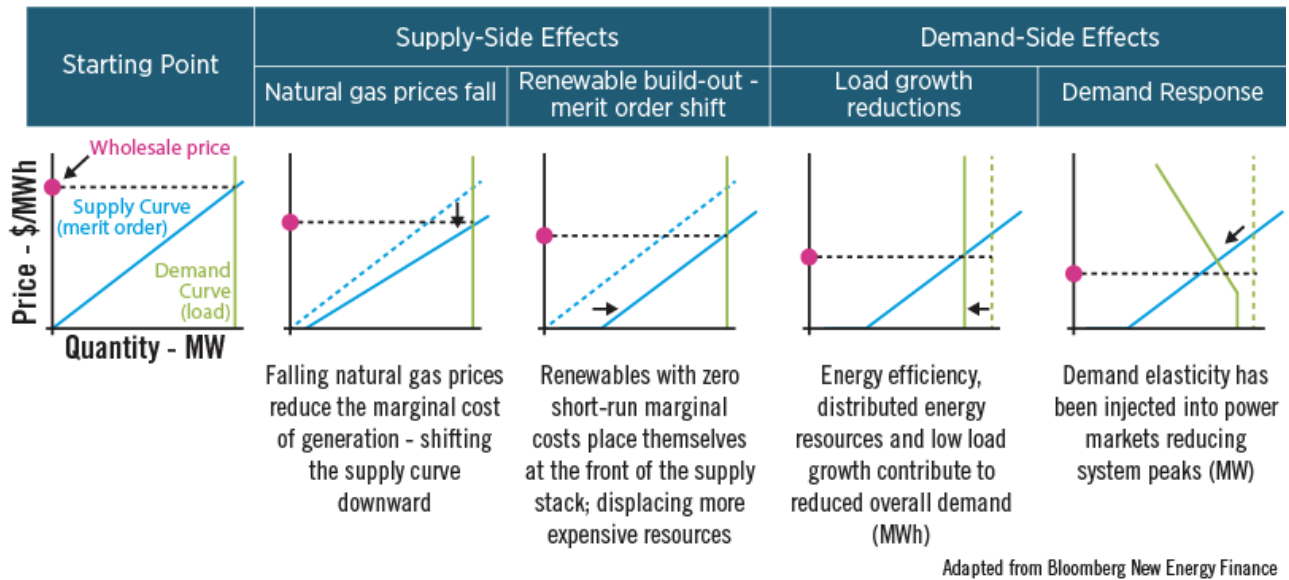 Starting Point
Supply-Side Effects
Demand-Side Effects
Natural gas prices fall
Renewable build-out -
merit order shift
Load growth
reductions
Demand Response
Price - $/MWh
Wholesale price
Supply Curve
(merit order)
Demand
Curve
(load)
Quantity - MW
Falling natural gas prices
reduce the marginal cost
of generation - shifting
the supply curve
downward
Renewables with zero
short-run marginal
costs place themselves
at the front of the supply
stack; displacing more
expensive resources
Energy efficiency,
distributed energy
resources and low load
growth contribute to
reduced overall demand
(MWh)
Demand elasticity has
been injected into power
markets reducing
system peaks (MW)
Adapted from Bloomberg New Energy Finance